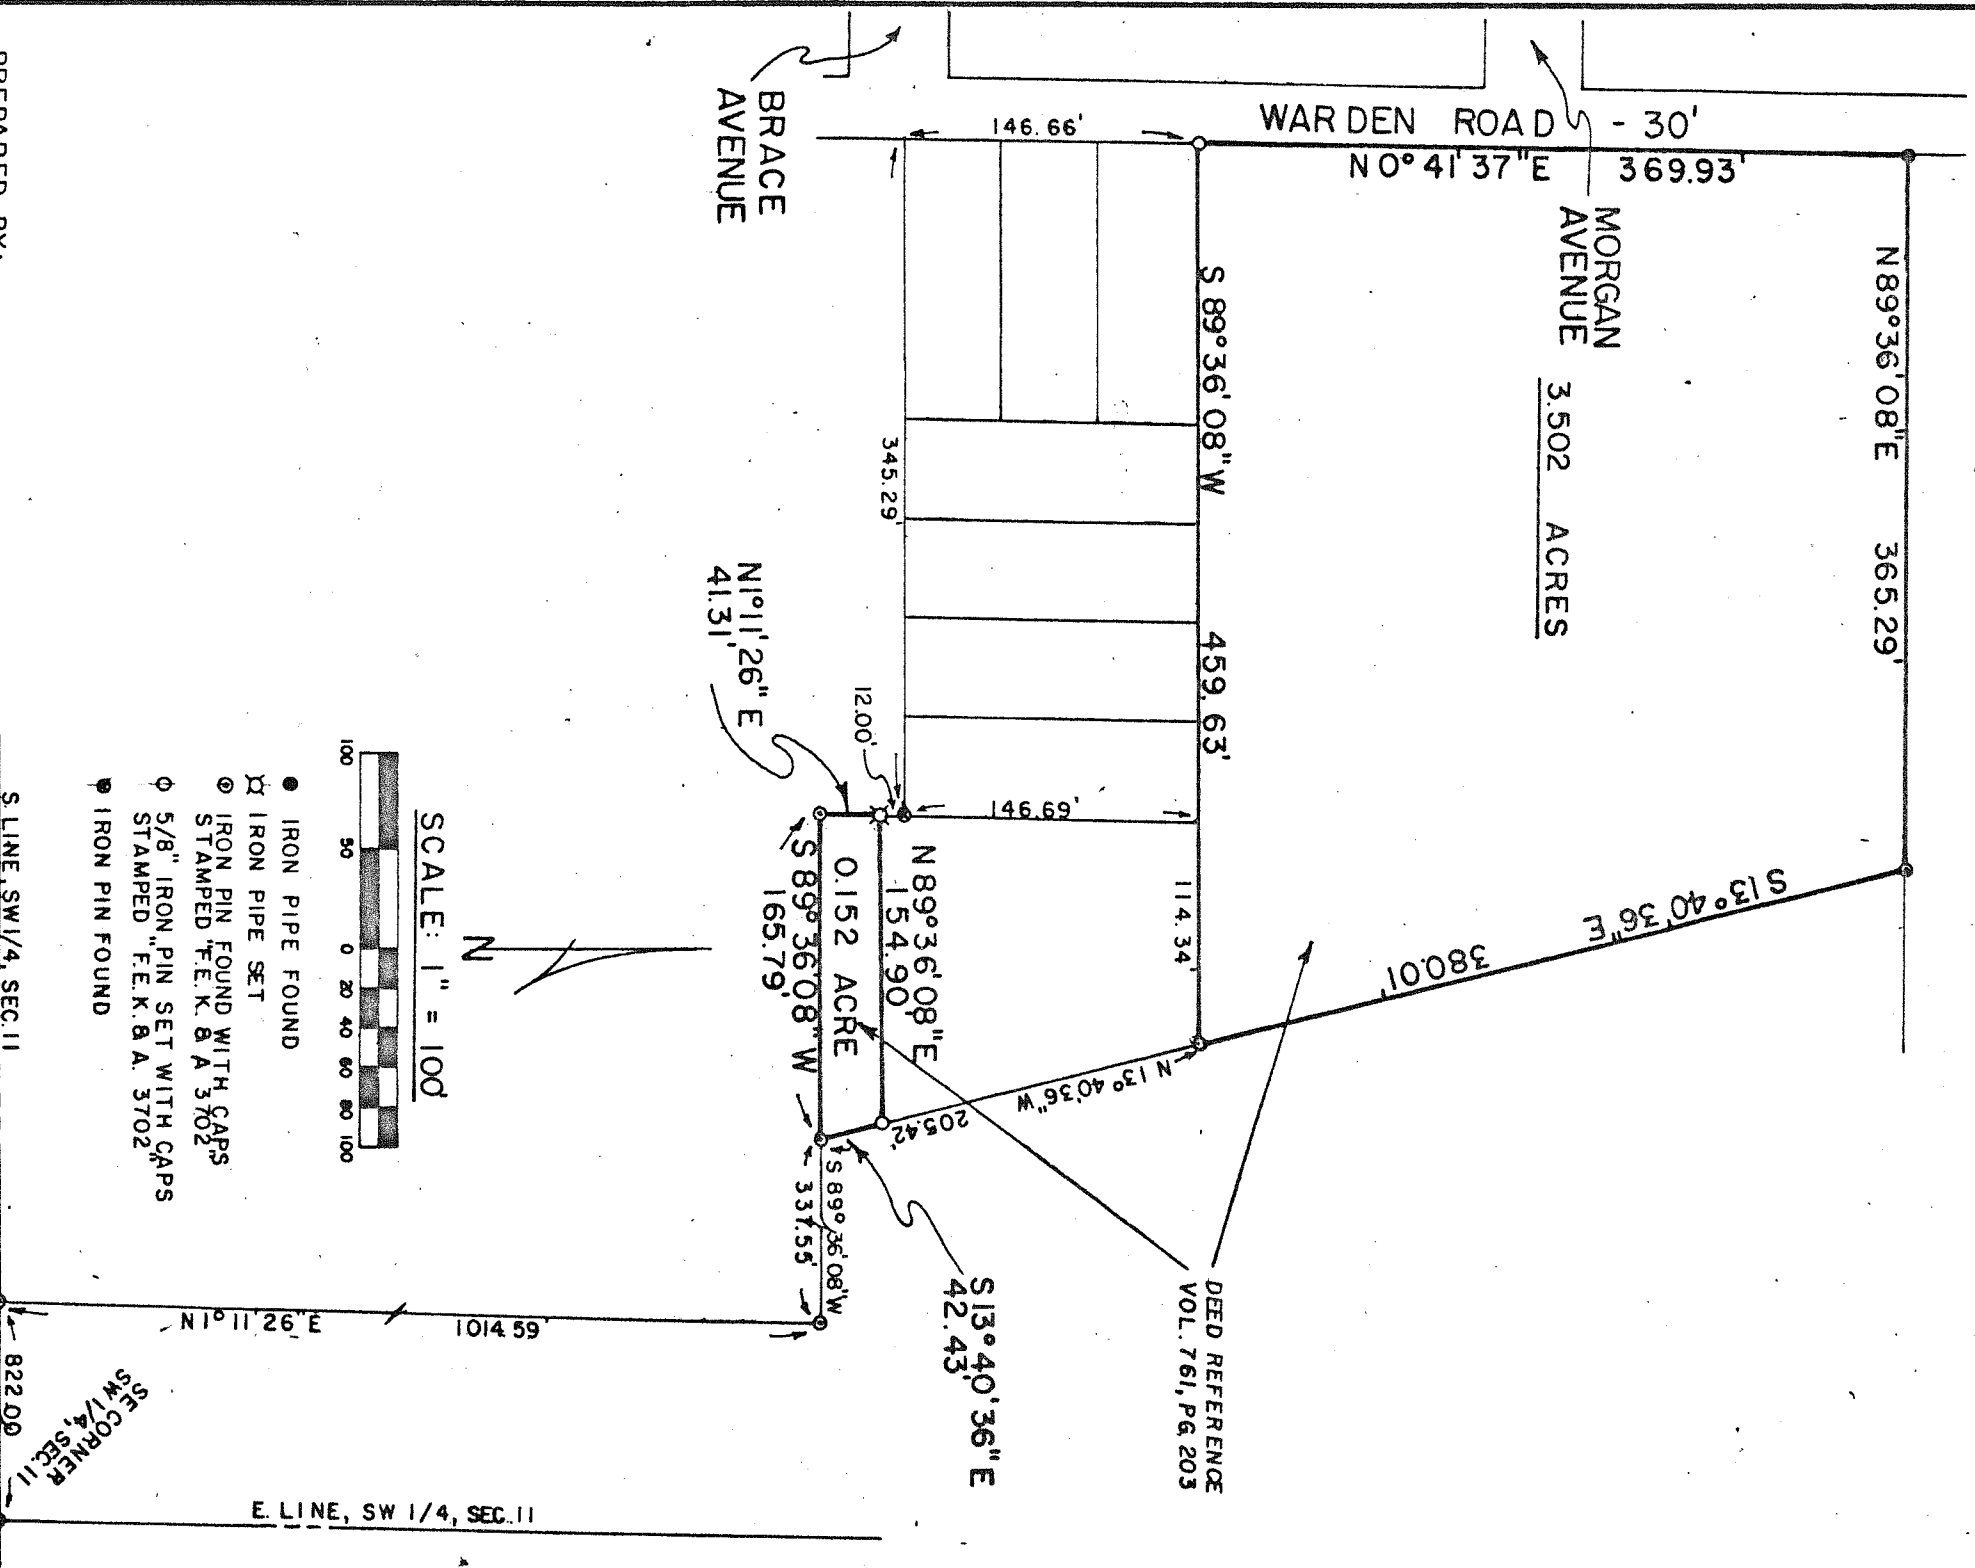 BRACE
AVENUE
146.66'
WARDEN ROAD - 30'
N 0° 41' 37" E 369.93'
MORGAN
AVENUE
3.502 ACRES
N 89° 36' 08" E 365.29'
S 89° 36' 08" W 459.63'
345.29'
N 1° 11' 26" E
41.31'
12.00'
146.69'
114.34'
S 13° 40' 36" E
380.01'
N 89° 36' 08" E
154.90'
0.152 ACRE
S 89° 36' 08" W
165.79'
N 13° 40' 36" W
205.42'
S 89° 36' 08" W
337.55'
S 13° 40' 36" E
42.43'
DEED REFERENCE
VOL. 761, PG. 203
N
SCALE: 1" = 100'
100 50 0 20 40 60 80 100
IRON PIPE FOUND
IRON PIPE SET
IRON PIN FOUND WITH CAPS
STAMPED "F.E.K. & A 3702"
5/8" IRON PIN SET WITH CAPS
STAMPED "F.E.K. & A. 3702"
IRON PIN FOUND
N 1° 11' 26" E 1014.59'
S. LINE, SW 1/4, SEC. 11
822.00
SE CORNER
SW 1/4, SEC. 11
E. LINE, SW 1/4, SEC. 11
PREPARED BY: